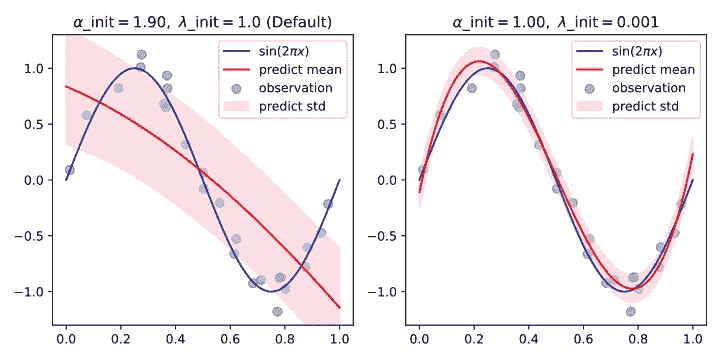 α_init = 1.90, λ_init = 1.0 (Default)
sin(2πx)
predict mean
observation
predict std
1.0
0.5
0.0
−0.5
−1.0
0.0 0.2 0.4 0.6 0.8 1.0
α_init = 1.00, λ_init = 0.001
sin(2πx)
predict mean
observation
predict std
1.0
0.5
0.0
−0.5
−1.0
0.0 0.2 0.4 0.6 0.8 1.0